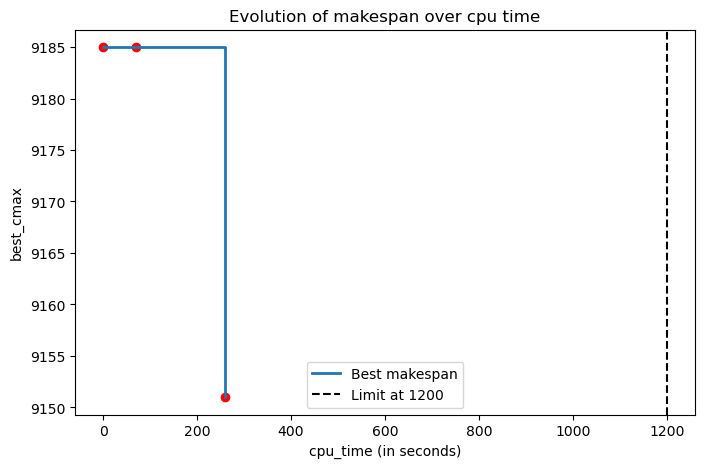 Evolution of makespan over cpu time
best_cmax
9185
9180
9175
9170
9165
9160
9155
9150
Best makespan
Limit at 1200
0 200 400 600 800 1000 1200
cpu_time (in seconds)